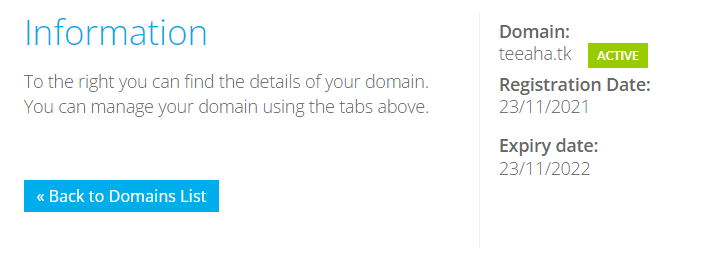 Information
To the right you can find the details of your domain.
You can manage your domain using the tabs above.
« Back to Domains List
Domain:
teeaha.tk ACTIVE
Registration Date:
23/11/2021
Expiry date:
23/11/2022